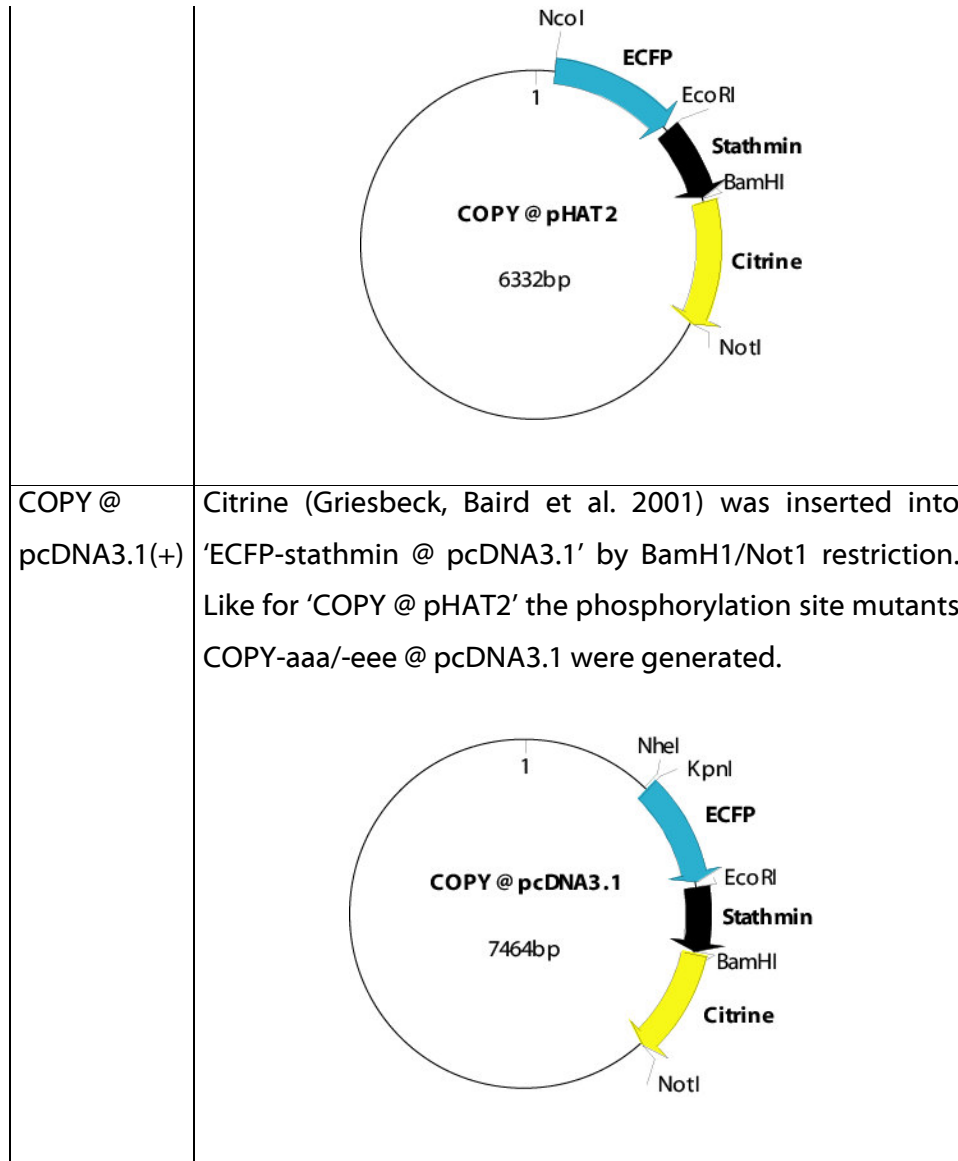 NcoI
ECFP
1
EcoRI
Stathmin
BamHI
COPY @ pHAT2
Citrine
6332bp
NotI
COPY @
pcDNA3.1(+)
Citrine (Griesbeck, Baird et al. 2001) was inserted into
‘ECFP-stathmin @ pcDNA3.1’ by BamH1/Not1 restriction.
Like for ‘COPY @ pHAT2’ the phosphorylation site mutants
COPY-aaa/-eee @ pcDNA3.1 were generated.
NheI
1
KpnI
ECFP
EcoRI
COPY @ pcDNA3.1
Stathmin
7464bp
BamHI
Citrine
NotI